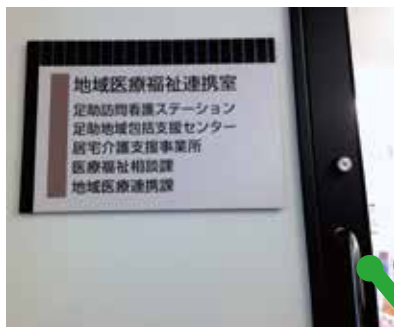 地域医療福祉連携室
足助訪問看護ステーション
足助地域包括支援センター
居宅介護支援事業所
医療福祉相談課
地域医療連携課